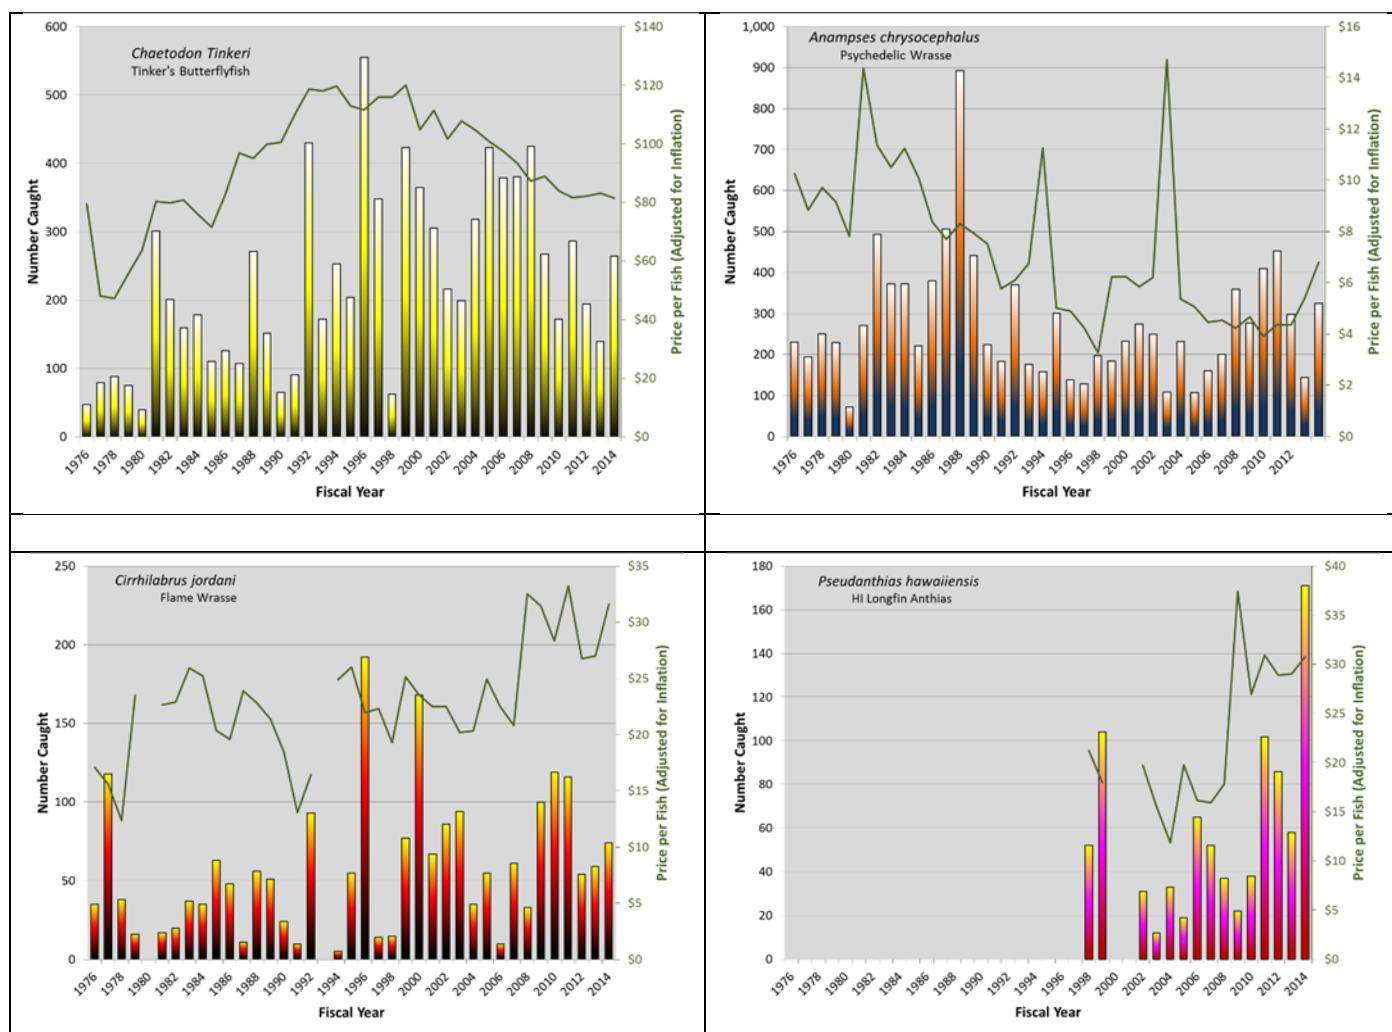 Chaetodon Tinkeri
Tinker's Butterflyfish
600
500
400
300
200
100
0
$140
$120
$100
$80
$60
$40
$20
$0
Number Caught
Price per Fish (Adjusted for Inflation)
1976 1978 1980 1982 1984 1986 1988 1990 1992 1994 1996 1998 2000 2002 2004 2006 2008 2010 2012 2014
Fiscal Year
Anampses chrysocephalus
Psychedelic Wrasse
1,000
900
800
700
600
500
400
300
200
100
0
$16
$14
$12
$10
$8
$6
$4
$2
$0
Number Caught
Price per Fish (Adjusted for Inflation)
1976 1978 1980 1982 1984 1986 1988 1990 1992 1994 1996 1998 2000 2002 2004 2006 2008 2010 2012
Fiscal Year
Cirrhilabrus jordani
Flame Wrasse
250
200
150
100
50
0
$35
$30
$25
$20
$15
$10
$5
$0
Number Caught
Price per Fish (Adjusted for Inflation)
1976 1978 1980 1982 1984 1986 1988 1990 1992 1994 1996 1998 2000 2002 2004 2006 2008 2010 2012 2014
Fiscal Year
Pseudanthias hawaiiensis
HI Longfin Anthias
180
160
140
120
100
80
60
40
20
0
$40
$35
$30
$25
$20
$15
$10
$5
$0
Number Caught
Price per Fish (Adjusted for Inflation)
1976 1978 1980 1982 1984 1986 1988 1990 1992 1994 1996 1998 2000 2002 2004 2006 2008 2010 2012 2014
Fiscal Year